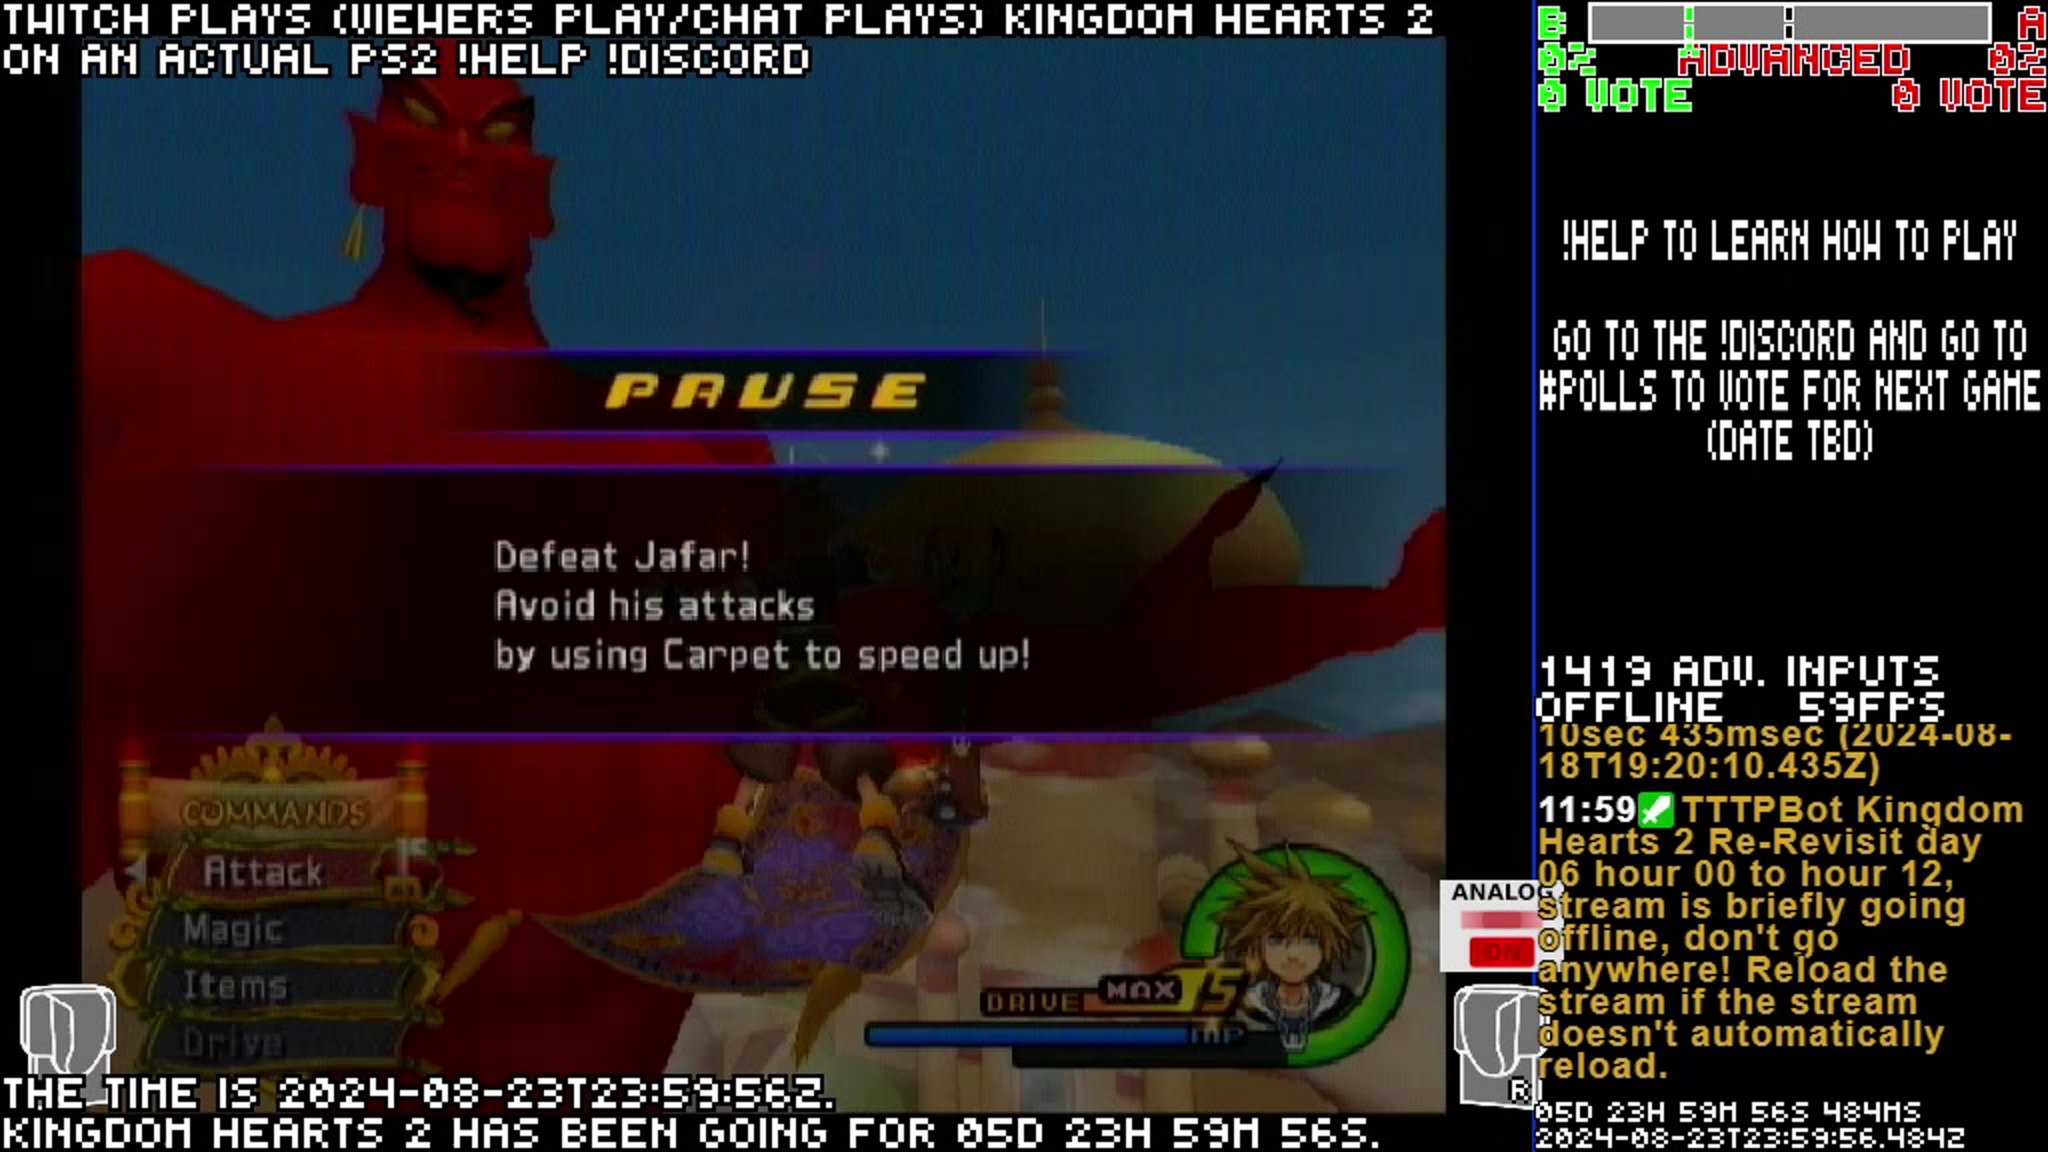 TWITCH PLAYS (VIEWERS PLAY/CHAT PLAYS) KINGDOM HEARTS 2
ON AN ACTUAL PS2 !HELP !DISCORD
B A
0% ADVANCED 0%
0 VOTE 0 VOTE
!HELP TO LEARN HOW TO PLAY
GO TO THE !DISCORD AND GO TO
#POLLS TO VOTE FOR NEXT GAME
(DATE TBD)
PAUSE
Defeat Jafar!
Avoid his attacks
by using Carpet to speed up!
COMMANDS
Attack
Magic
Items
Drive
DRIVE MAX 5
MP
ANALOG
ON
R1
1419 ADV. INPUTS
OFFLINE 59FPS
10sec 435msec (2024-08-
18T19:20:10.435Z)
11:59 TTTPBot Kingdom
Hearts 2 Re-Revisit day
06 hour 00 to hour 12,
stream is briefly going
offline, don't go
anywhere! Reload the
stream if the stream
doesn't automatically
reload.
05D 23H 59M 56S 484MS
2024-08-23T23:59:56.484Z
THE TIME IS 2024-08-23T23:59:56Z.
KINGDOM HEARTS 2 HAS BEEN GOING FOR 05D 23H 59M 56S.